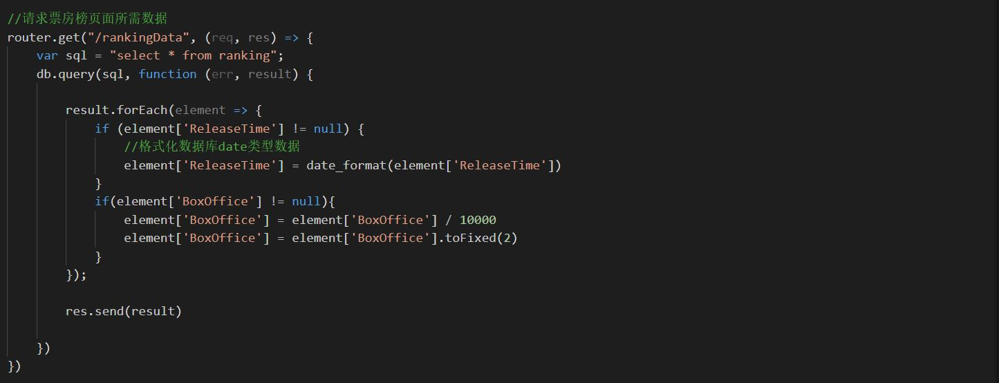 //请求票房榜页面所需数据
router.get("/rankingData", (req, res) => {
    var sql = "select * from ranking";
    db.query(sql, function (err, result) {
        result.forEach(element => {
            if (element['ReleaseTime'] != null) {
                //格式化数据库date类型数据
                element['ReleaseTime'] = date_format(element['ReleaseTime'])
            }
            if(element['BoxOffice'] != null){
                element['BoxOffice'] = element['BoxOffice'] / 10000
                element['BoxOffice'] = element['BoxOffice'].toFixed(2)
            }
        });
        res.send(result)
    })
})